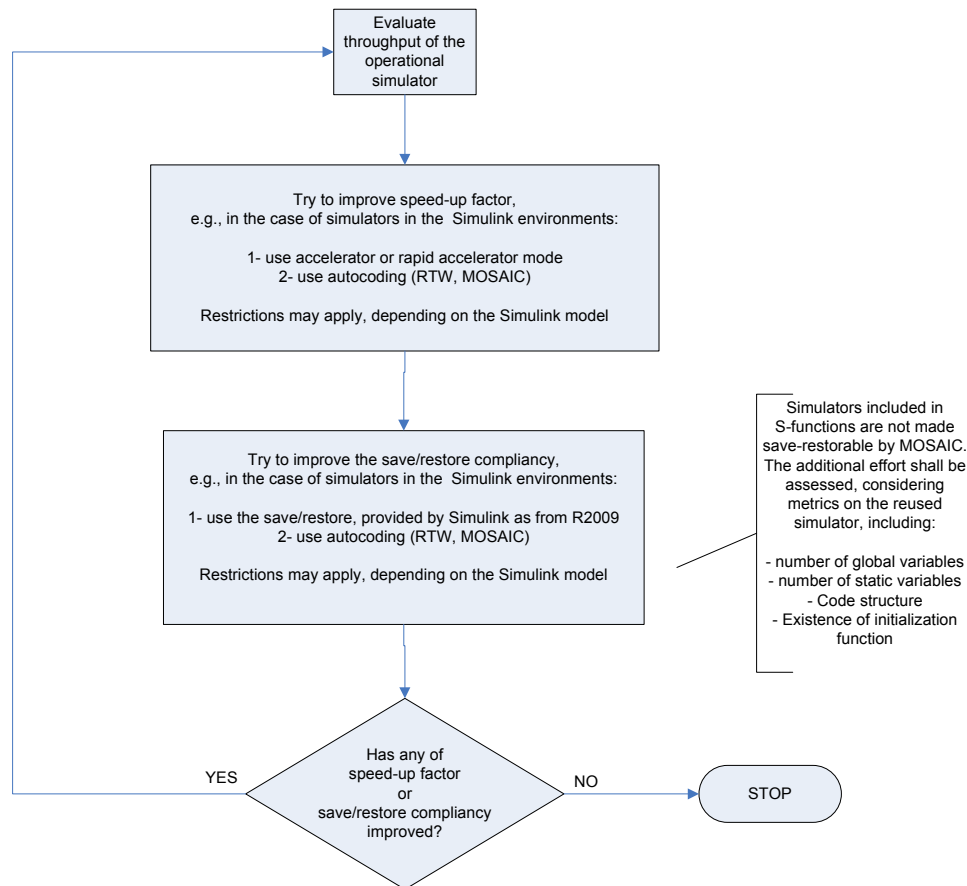 Evaluate
throughput of the
operational
simulator
Try to improve speed-up factor,
e.g., in the case of simulators in the Simulink environments:
1- use accelerator or rapid accelerator mode
2- use autocoding (RTW, MOSAIC)
Restrictions may apply, depending on the Simulink model
Try to improve the save/restore compliancy,
e.g., in the case of simulators in the Simulink environments:
1- use the save/restore, provided by Simulink as from R2009
2- use autocoding (RTW, MOSAIC)
Restrictions may apply, depending on the Simulink model
Simulators included in
S-functions are not made
save-restorable by MOSAIC.
The additional effort shall be
assessed, considering
metrics on the reused
simulator, including:
- number of global variables
- number of static variables
- Code structure
- Existence of initialization
function
Has any of
speed-up factor
or
save/restore compliancy
improved?
YES
NO
STOP